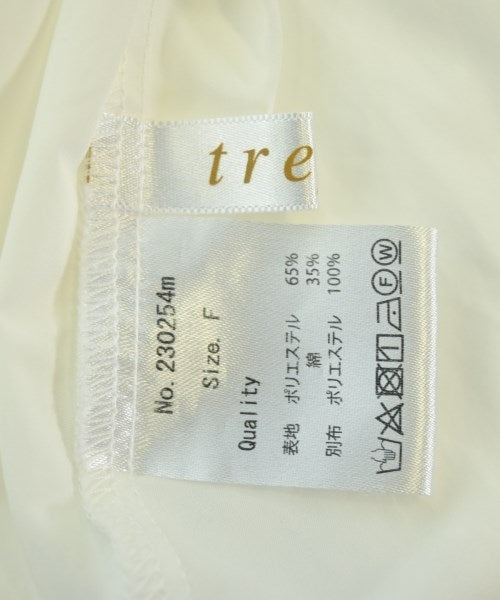 tre
No. 230254m
Size. F
Quality
表地 ポリエステル 65%
綿 35%
別布 ポリエステル 100%
F W